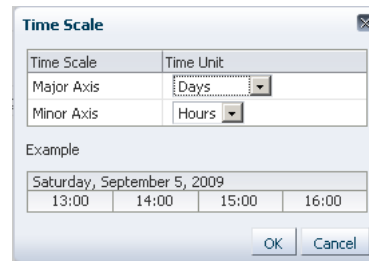 Time Scale
Time Scale Time Unit
Major Axis Days
Minor Axis Hours
Example
Saturday, September 5, 2009
13:00 14:00 15:00 16:00
OK Cancel